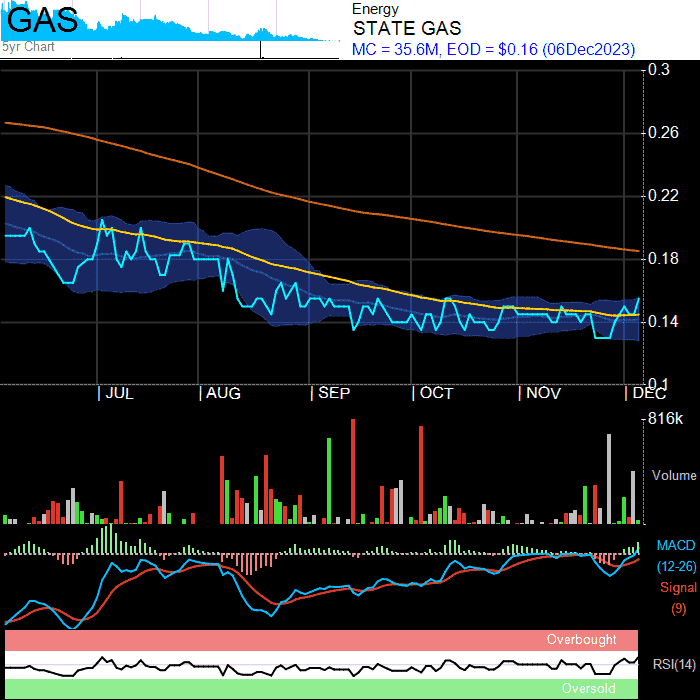 GAS
5yr Chart
Energy
STATE GAS
MC = 35.6M, EOD = $0.16 (06Dec2023)
0.3
0.26
0.22
0.18
0.14
0.1
| JUL | AUG | SEP | OCT | NOV | DEC
816k
Volume
MACD
(12-26)
Signal
(9)
Overbought
RSI(14)
Oversold